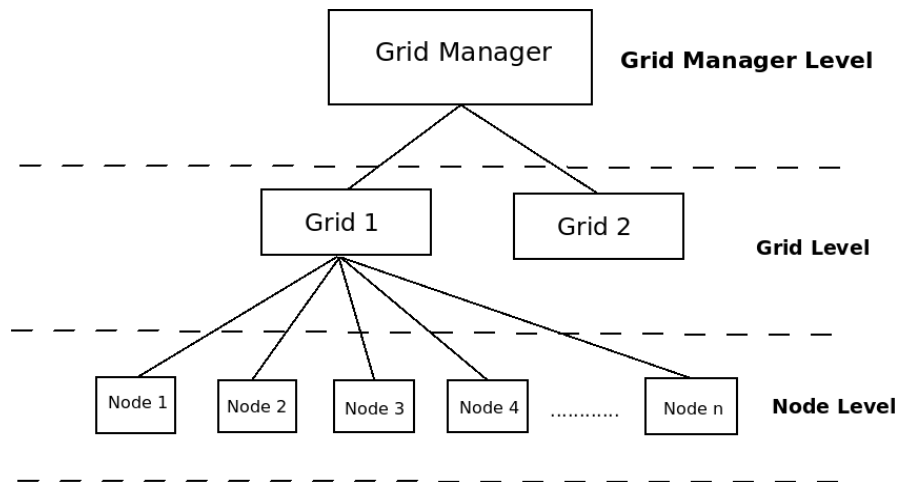 Grid Manager
Grid Manager Level
Grid 1
Grid 2
Grid Level
Node 1
Node 2
Node 3
Node 4
............
Node n
Node Level